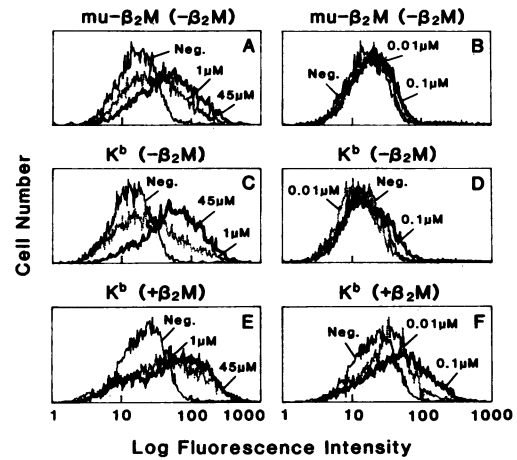 mu-β₂M (-β₂M) mu-β₂M (-β₂M)
Neg. A
1μM
45μM
0.01μM B
Neg.
0.1μM
Kᵇ (-β₂M) Kᵇ (-β₂M)
Neg. C
45μM
1μM
0.01μM Neg. D
0.1μM
Kᵇ (+β₂M) Kᵇ (+β₂M)
Neg. E
1μM
45μM
0.01μM F
Neg.
0.1μM
Cell Number
1 10 100 1000 1 10 100 1000
Log Fluorescence Intensity